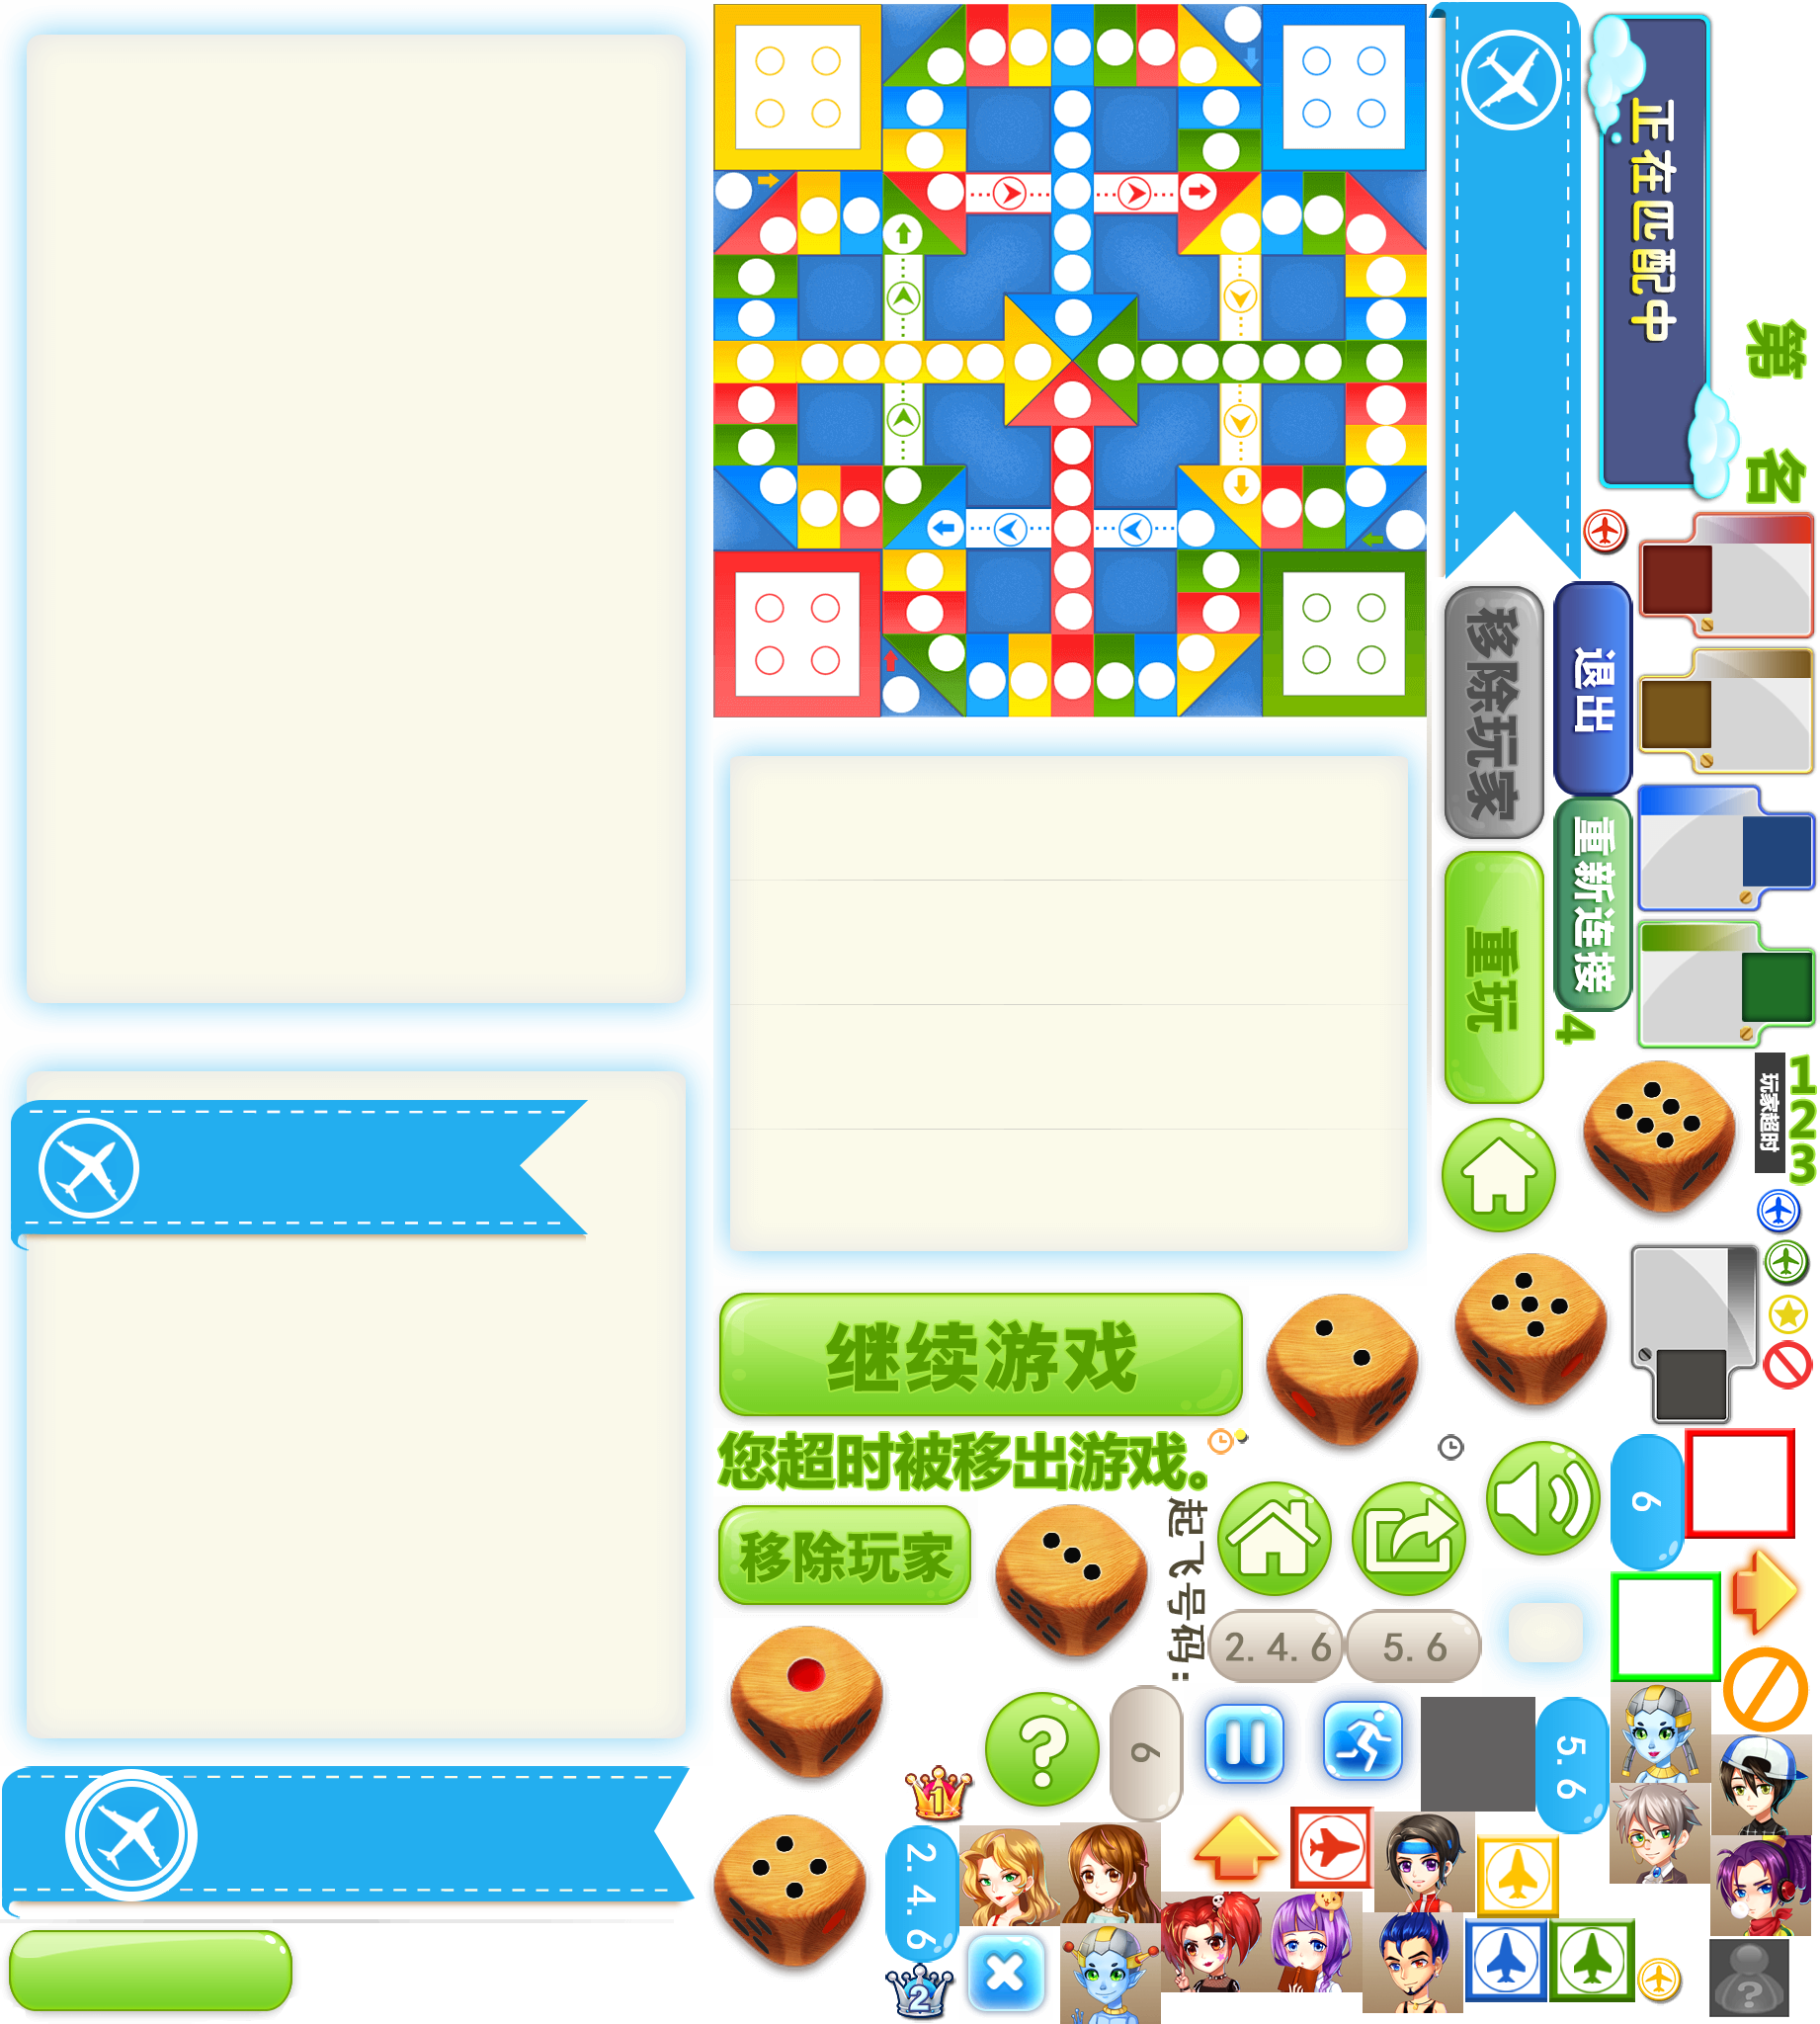 正在匹配中
第 名
移除玩家
退出
重新连接
重玩
4
玩家超时
1
2
3
继续游戏
您超时被移出游戏。
移除玩家
起飞号码:
6
2.4.6
5.6
6
5.6
1
2.4.6
2